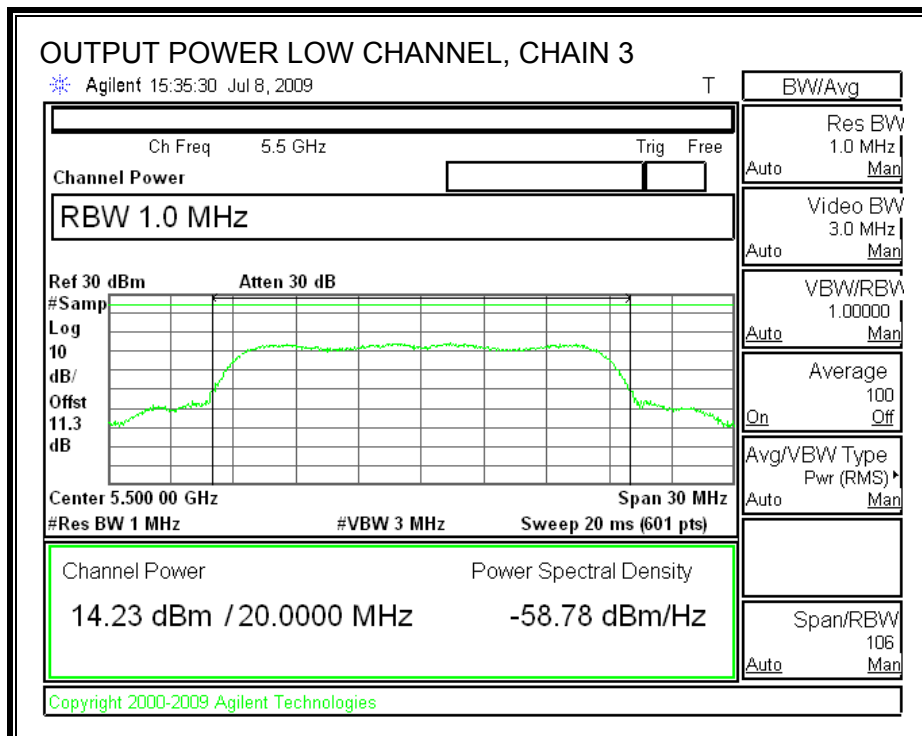 OUTPUT POWER LOW CHANNEL, CHAIN 3
Agilent 15:35:30 Jul 8, 2009
T
Ch Freq 5.5 GHz Trig Free
Channel Power
RBW 1.0 MHz
Ref 30 dBm Atten 30 dB
#Samp
Log
10
dB/
Offst
11.3
dB
Center 5.500 00 GHz Span 30 MHz
#Res BW 1 MHz #VBW 3 MHz Sweep 20 ms (601 pts)
Channel Power Power Spectral Density
14.23 dBm / 20.0000 MHz -58.78 dBm/Hz
Copyright 2000-2009 Agilent Technologies
BW/Avg
Res BW
1.0 MHz
Auto Man
Video BW
3.0 MHz
Auto Man
VBW/RBW
1.00000
Auto Man
Average
100
On Off
Avg/VBW Type
Pwr (RMS)
Auto Man
Span/RBW
106
Auto Man